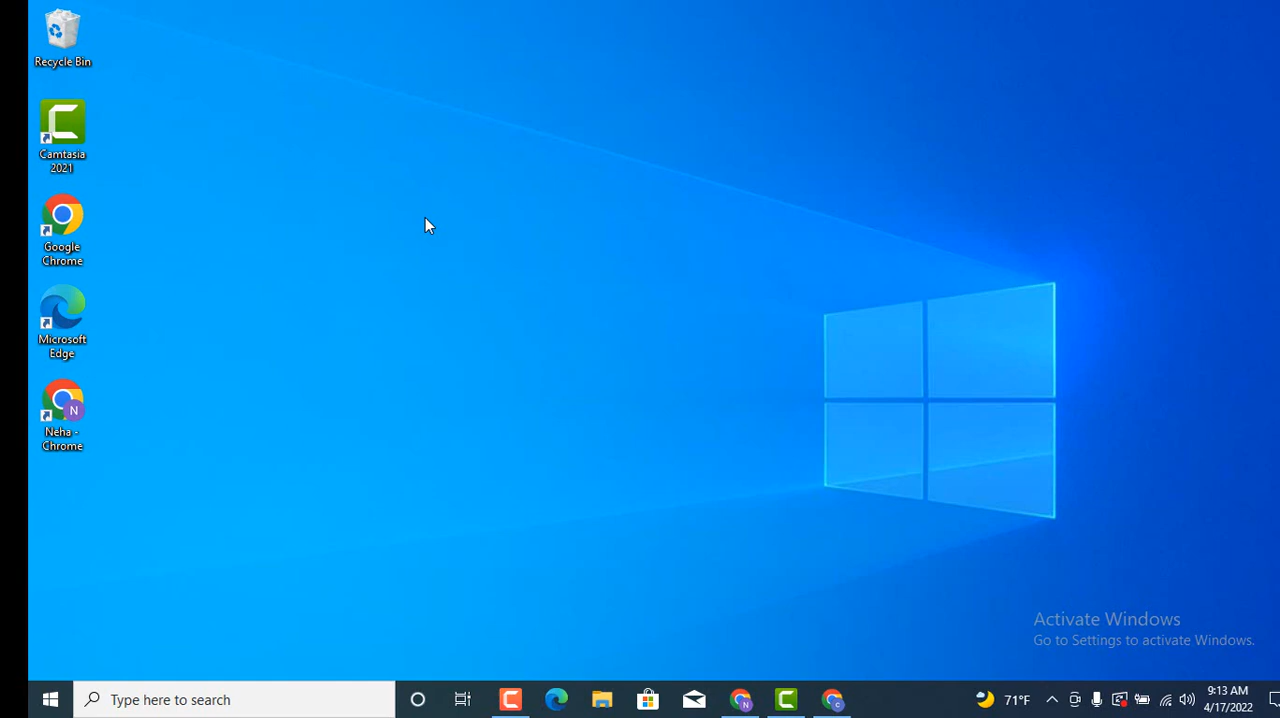 Recycle Bin
Camtasia
2021
Google
Chrome
Microsoft
Edge
N
Neha -
Chrome
Activate Windows
Go to Settings to activate Windows.
Type here to search
N
C
71°F
9:13 AM
4/17/2022